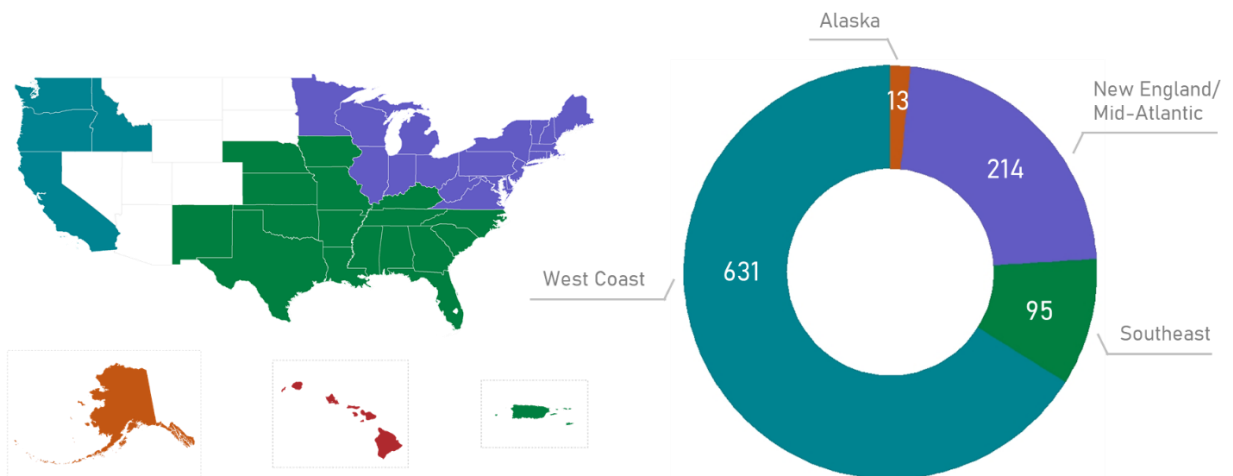 Alaska
13
New England/
Mid-Atlantic
214
West Coast
631
95
Southeast